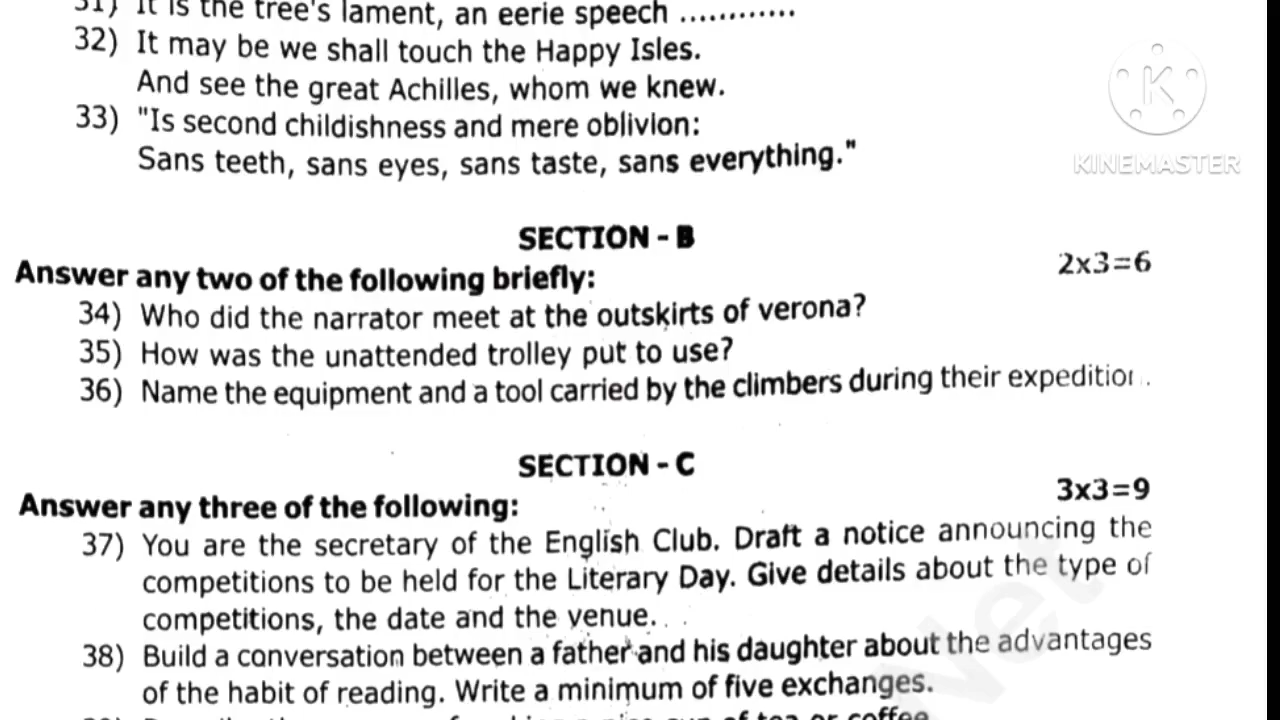 31) It is the tree's lament, an eerie speech ............
32) It may be we shall touch the Happy Isles.
And see the great Achilles, whom we knew.
33) "Is second childishness and mere oblivion:
Sans teeth, sans eyes, sans taste, sans everything."
KINEMASTER
SECTION - B
Answer any two of the following briefly: 2x3=6
34) Who did the narrator meet at the outskirts of verona?
35) How was the unattended trolley put to use?
36) Name the equipment and a tool carried by the climbers during their expedition.
SECTION - C
Answer any three of the following: 3x3=9
37) You are the secretary of the English Club. Draft a notice announcing the
competitions to be held for the Literary Day. Give details about the type of
competitions, the date and the venue.
38) Build a conversation between a father and his daughter about the advantages
of the habit of reading. Write a minimum of five exchanges.
tea or coffee